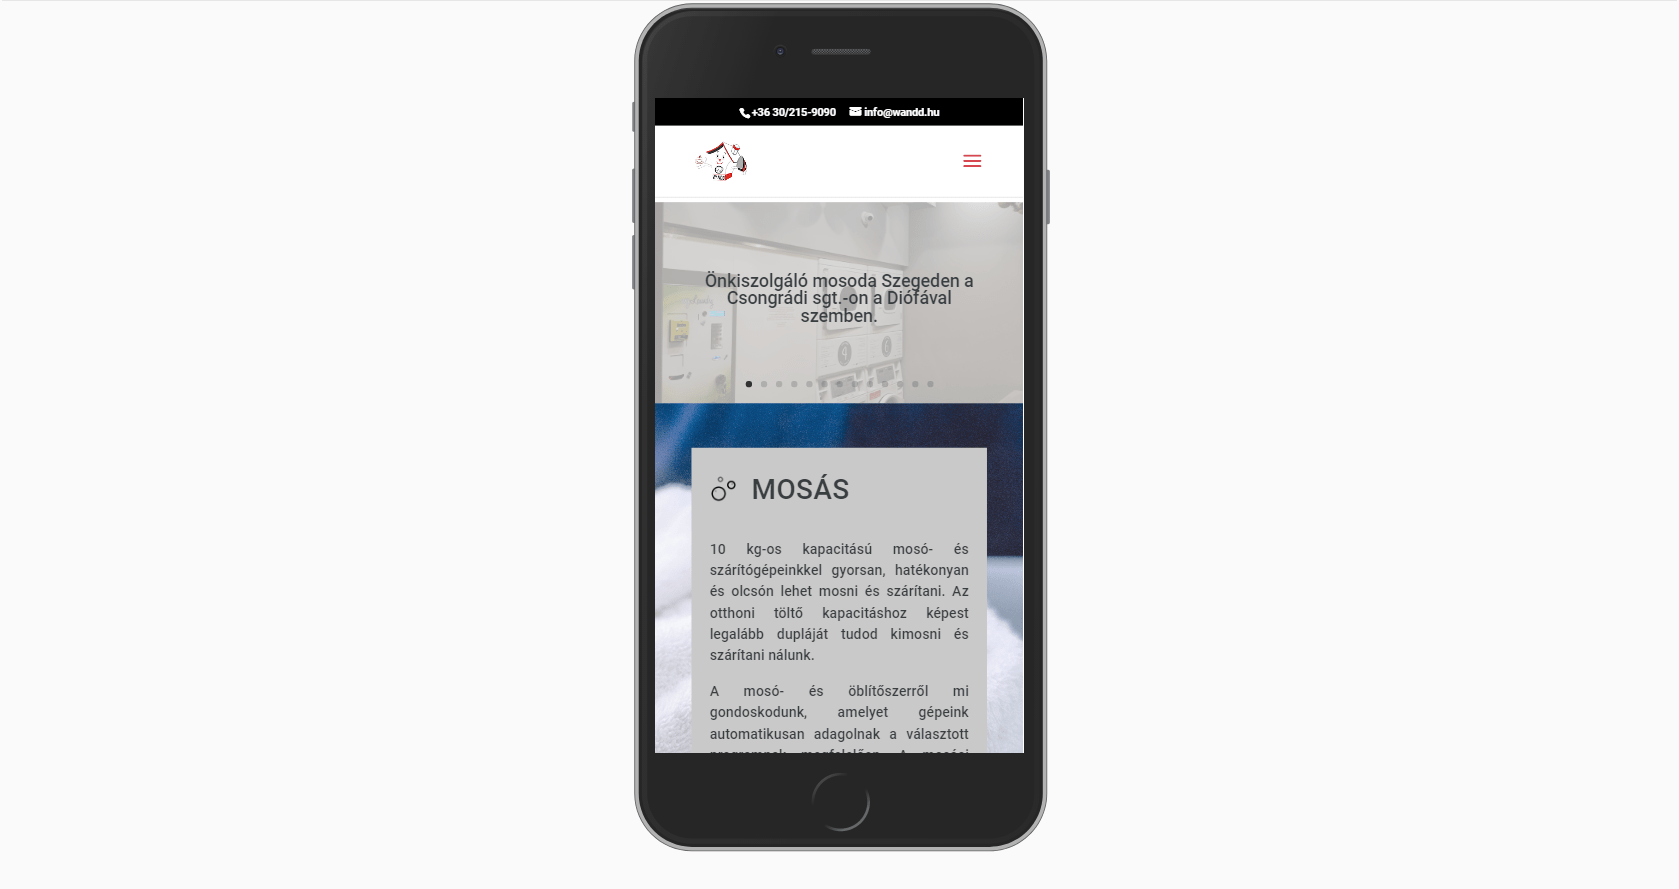 +36 30/215-9090 info@wandd.hu
Önkiszolgáló mosoda Szegeden a
Csongrádi sgt.-on a Diófával
szemben.
MOSÁS
10 kg-os kapacitású mosó- és
szárítógépeinkkel gyorsan, hatékonyan
és olcsón lehet mosni és szárítani. Az
otthoni töltő kapacitáshoz képest
legalább dupláját tudod kimosni és
szárítani nálunk.
A mosó- és öblítőszerről mi
gondoskodunk, amelyet gépeink
automatikusan adagolnak a választott